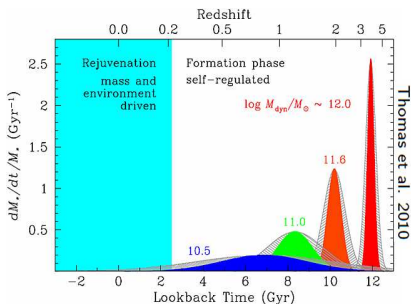 Redshift
0.0 0.2 0.5 1 2 3 5
Rejuvenation
mass and
environment
driven
Formation phase
self-regulated
log M_dyn/M_⊙ ~ 12.0
11.6
11.0
10.5
dM_*/dt/M_* (Gyr⁻¹)
2.5
2
1.5
1
0.5
-2 0 2 4 6 8 10 12
Lookback Time (Gyr)
Thomas et al. 2010